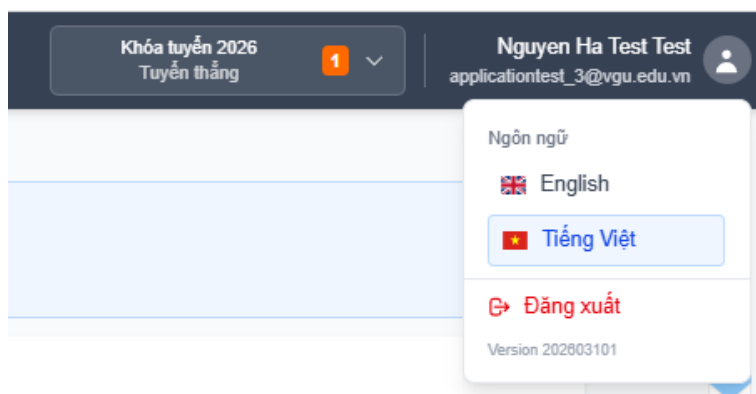 Khóa tuyển 2026
Tuyển thẳng
1
Nguyen Ha Test Test
applicationtest_3@vgu.edu.vn
Ngôn ngữ
English
Tiếng Việt
Đăng xuất
Version 202603101